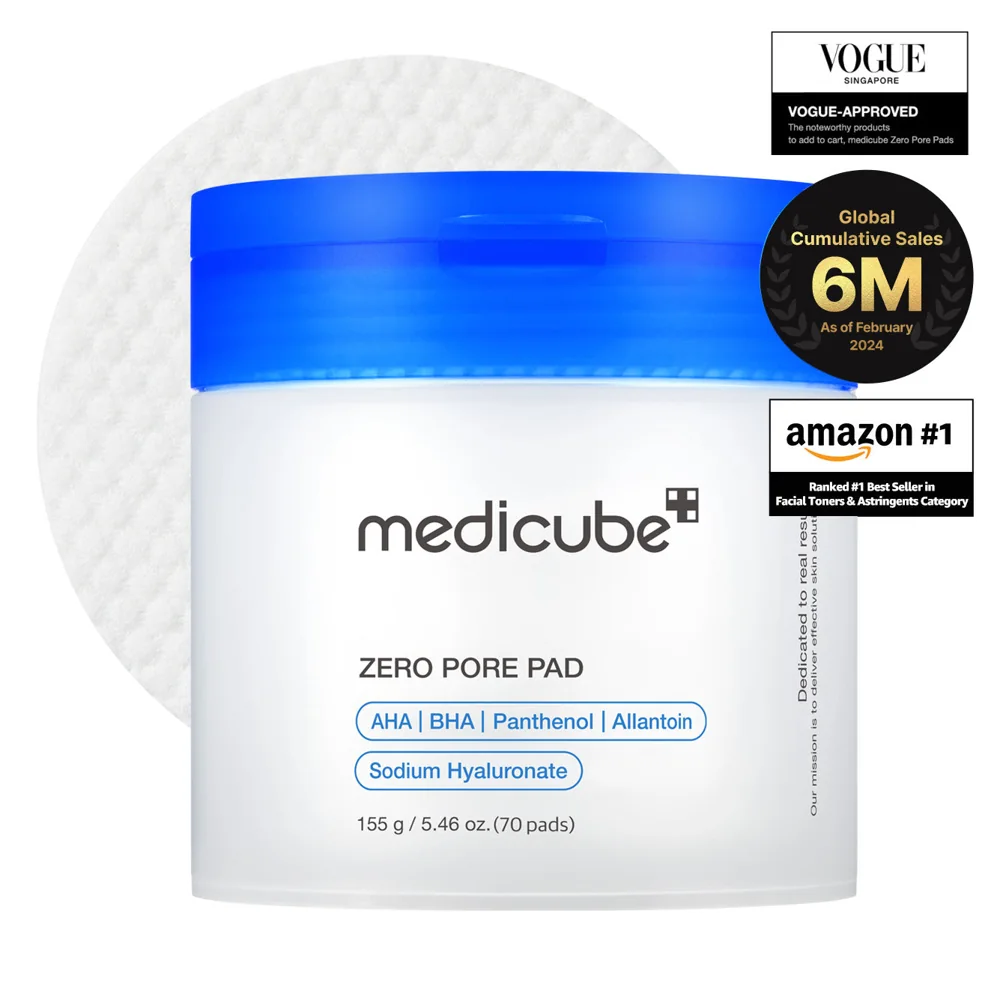 VOGUE
SINGAPORE
VOGUE-APPROVED
The noteworthy products
to add to cart, medicube Zero Pore Pads
Global
Cumulative Sales
6M
As of February
2024
amazon #1
Ranked #1 Best Seller in
Facial Toners & Astringents Category
medicube
ZERO PORE PAD
AHA | BHA | Panthenol | Allantoin
Sodium Hyaluronate
155 g / 5.46 oz. (70 pads)
Dedicated to real
Our mission is to deliver effective skin